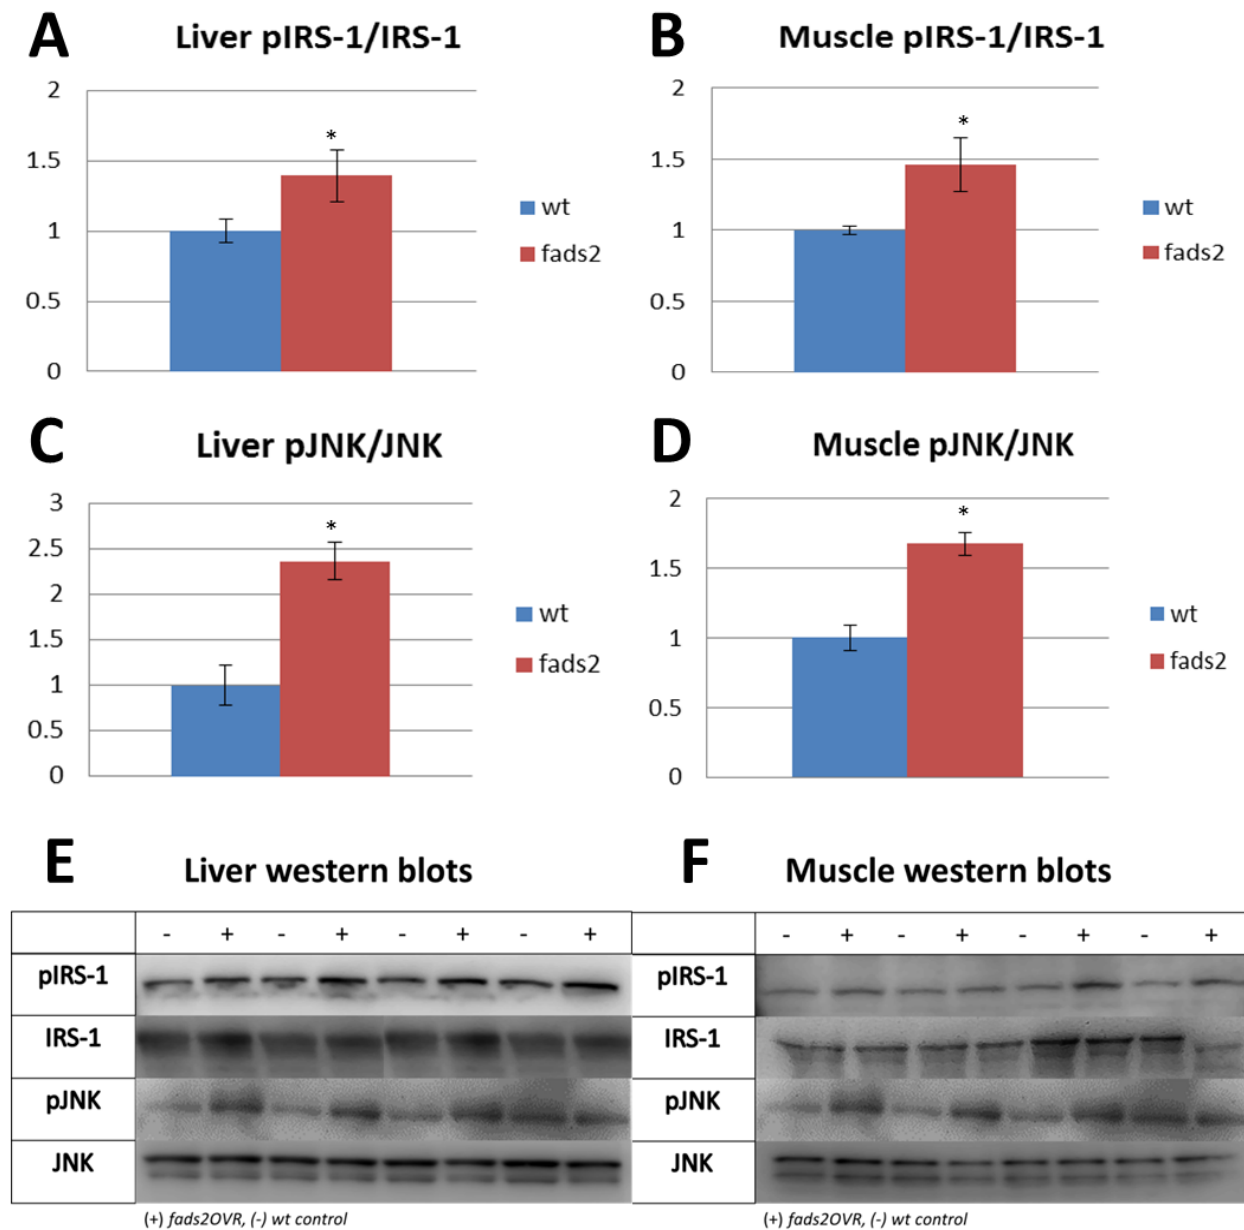 A Liver pIRS-1/IRS-1
2
1.5
1
0.5
0
*
wt
fads2
B Muscle pIRS-1/IRS-1
2
1.5
1
0.5
0
*
wt
fads2
C Liver pJNK/JNK
3
2.5
2
1.5
1
0.5
0
*
wt
fads2
D Muscle pJNK/JNK
2
1.5
1
0.5
0
*
wt
fads2
E Liver western blots
- + - + - + - +
pIRS-1
IRS-1
pJNK
JNK
(+) fads2OVR, (-) wt control
F Muscle western blots
- + - + - + - +
pIRS-1
IRS-1
pJNK
JNK
(+) fads2OVR, (-) wt control